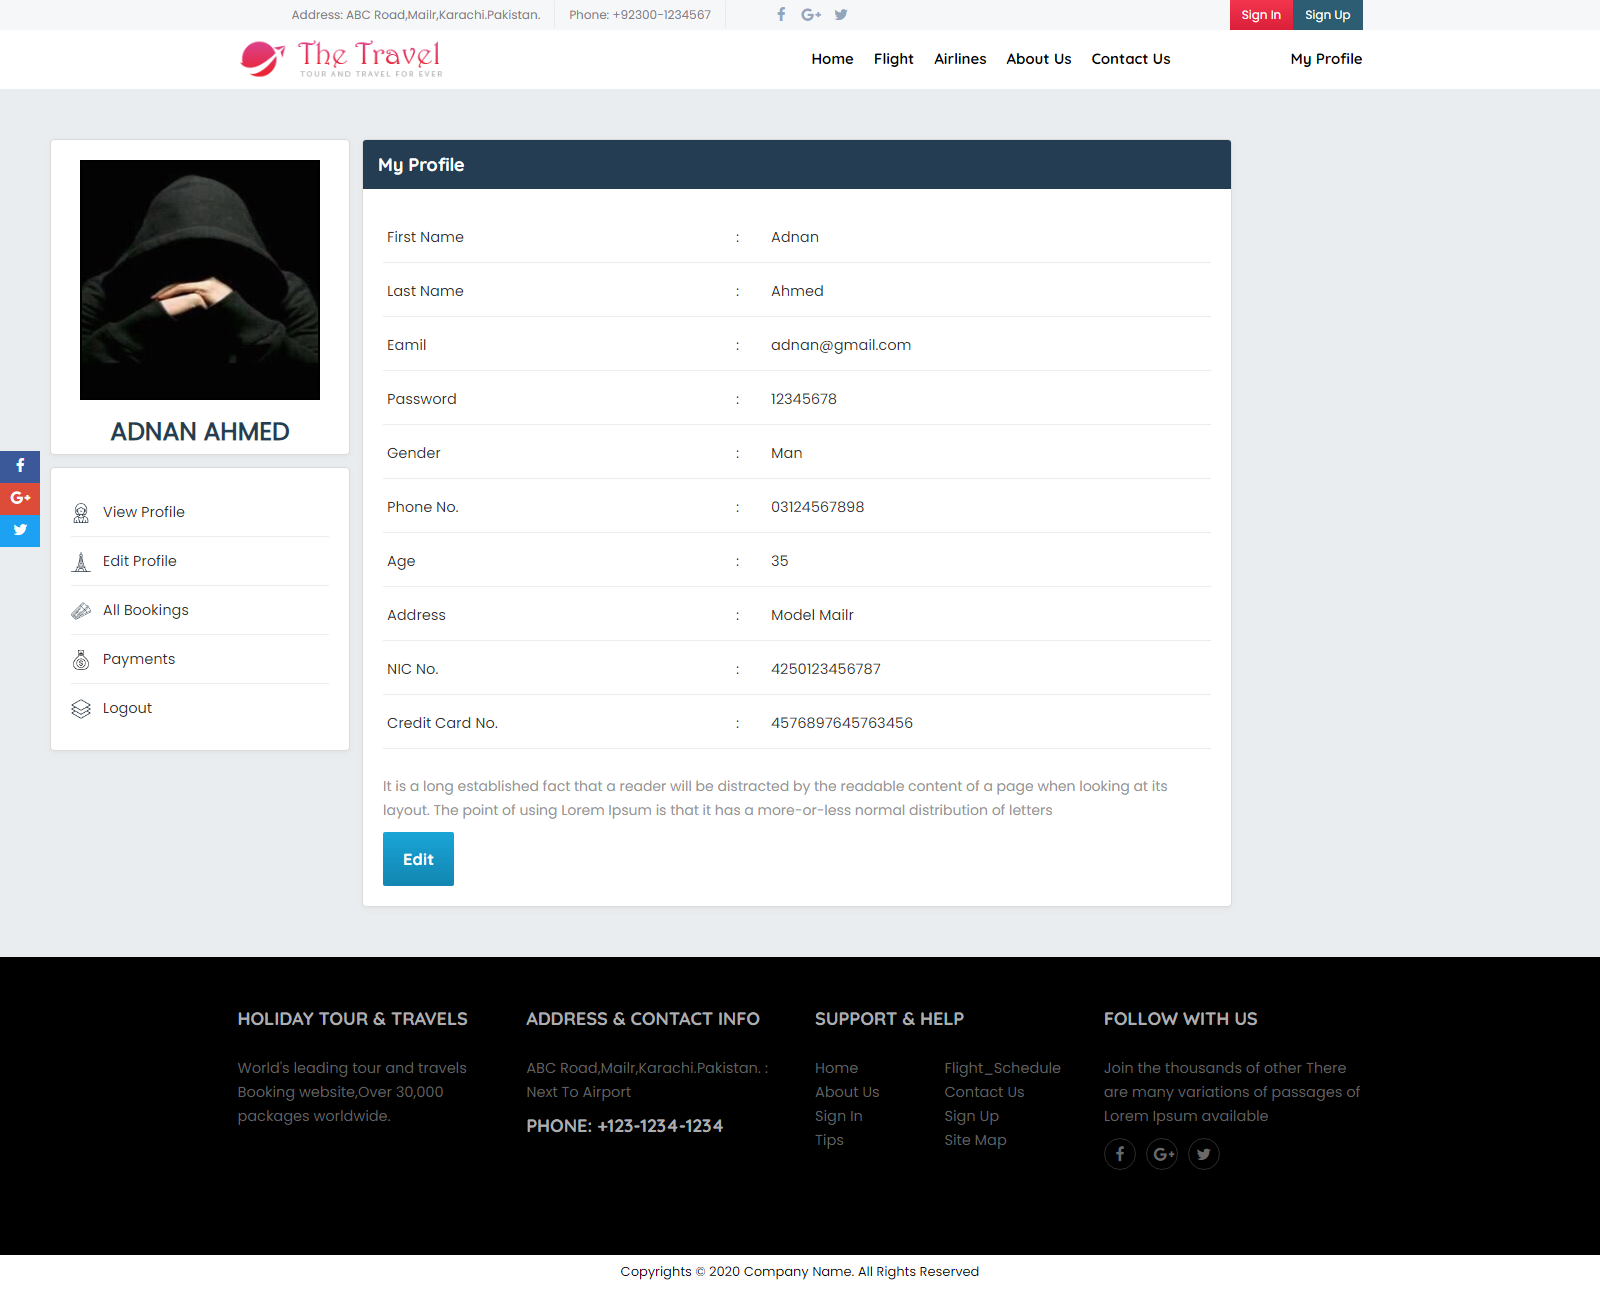 Address: ABC Road,Mailr,Karachi.Pakistan. Phone: +92300-1234567 Sign In Sign Up
The Travel
TOUR AND TRAVEL FOR EVER
Home Flight Airlines About Us Contact Us My Profile
ADNAN AHMED
View Profile
Edit Profile
All Bookings
Payments
Logout
My Profile
First Name : Adnan
Last Name : Ahmed
Eamil : adnan@gmail.com
Password : 12345678
Gender : Man
Phone No. : 03124567898
Age : 35
Address : Model Mailr
NIC No. : 4250123456787
Credit Card No. : 4576897645763456
It is a long established fact that a reader will be distracted by the readable content of a page when looking at its
layout. The point of using Lorem Ipsum is that it has a more-or-less normal distribution of letters
Edit
HOLIDAY TOUR & TRAVELS
World's leading tour and travels
Booking website,Over 30,000
packages worldwide.
ADDRESS & CONTACT INFO
ABC Road,Mailr,Karachi.Pakistan. :
Next To Airport
PHONE: +123-1234-1234
SUPPORT & HELP
Home Flight_Schedule
About Us Contact Us
Sign In Sign Up
Tips Site Map
FOLLOW WITH US
Join the thousands of other There
are many variations of passages of
Lorem Ipsum available
Copyrights © 2020 Company Name. All Rights Reserved